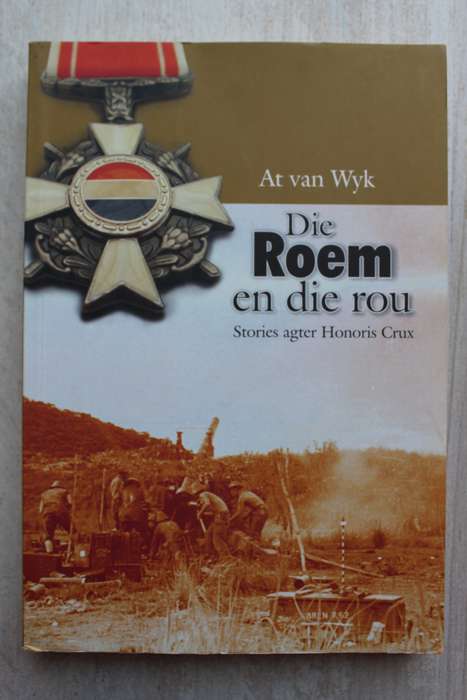 At van Wyk
Die
Roem
en die rou
Stories agter Honoris Crux